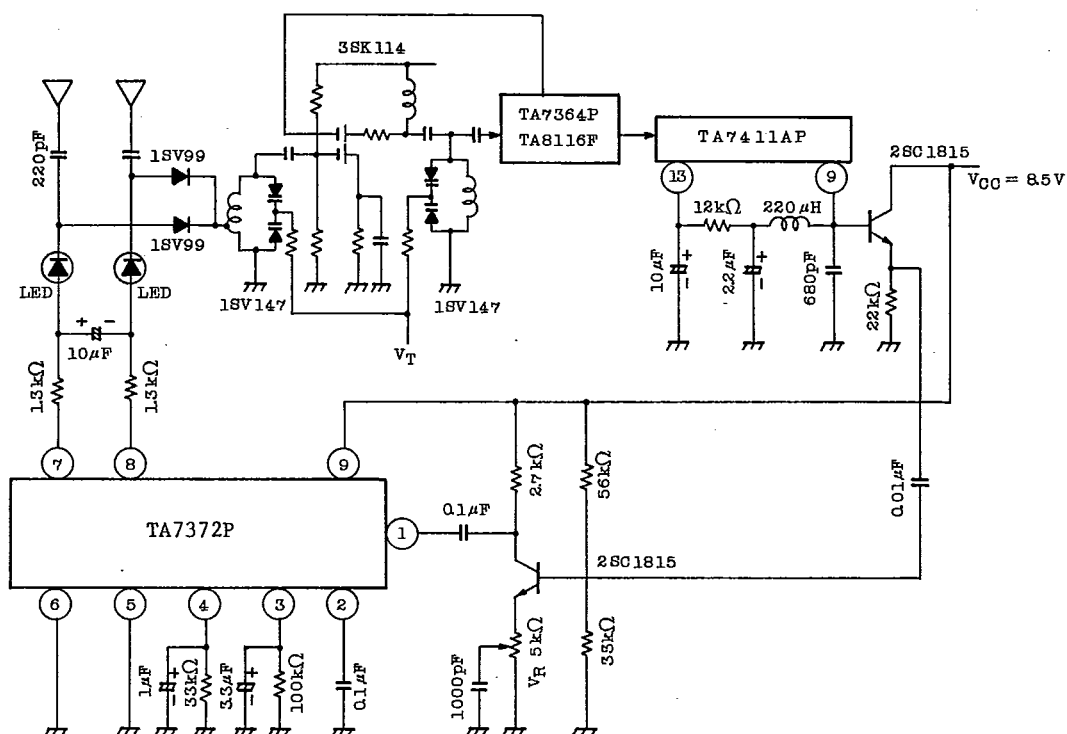 3SK114
TA7364P
TA8116F
TA7411AP
2SC1815
VCC = 8.5V
220pF
1SV99
1SV99
13
9
12kΩ
220μH
LED
LED
1SV147
1SV147
VT
+
-
10μF
+
-
10μF
+
-
2.2μF
680pF
22kΩ
1.3kΩ
1.3kΩ
7
8
9
2.7kΩ
56kΩ
0.01μF
TA7372P
1
0.1μF
2SC1815
6
5
4
3
2
+
-
1μF
33kΩ
+
-
3.3μF
100kΩ
0.1μF
1000pF
VR 5kΩ
35kΩ